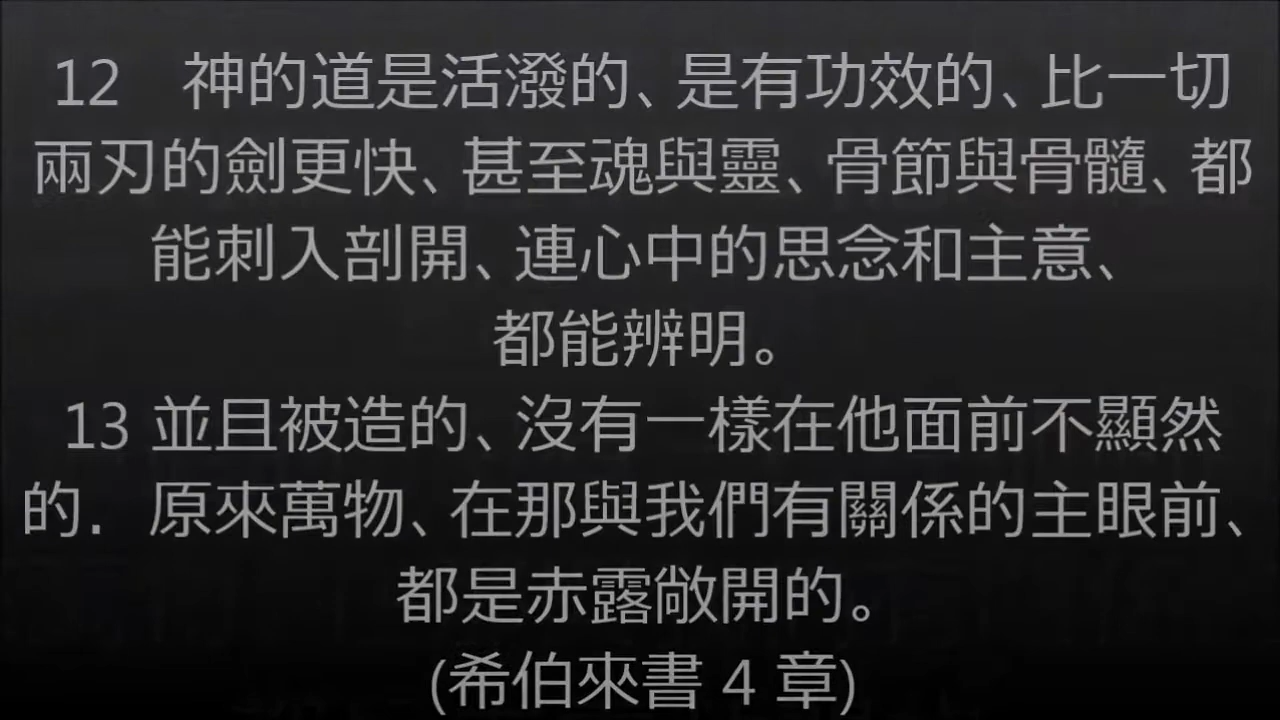 12　神的道是活潑的、是有功效的、比一切
兩刃的劍更快、甚至魂與靈、骨節與骨髓、都
能刺入剖開、連心中的思念和主意、
都能辨明。
13 並且被造的、沒有一樣在他面前不顯然
的．原來萬物、在那與我們有關係的主眼前、
都是赤露敞開的。
(希伯來書 4 章)